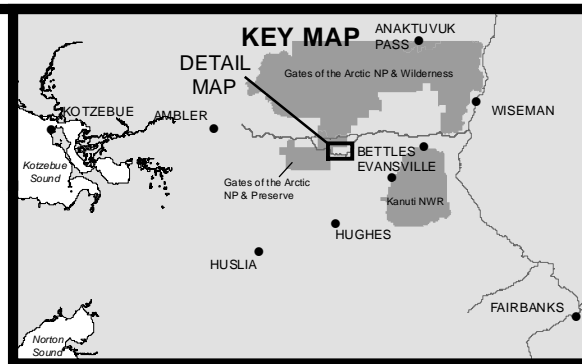 KEY MAP
ANAKTUVUK
PASS
DETAIL
MAP
Gates of the Arctic NP & Wilderness
WISEMAN
KOTZEBUE
AMBLER
Kotzebue
Sound
BETTLES
EVANSVILLE
Gates of the Arctic
NP & Preserve
Kanuti NWR
HUGHES
HUSLIA
FAIRBANKS
Norton
Sound